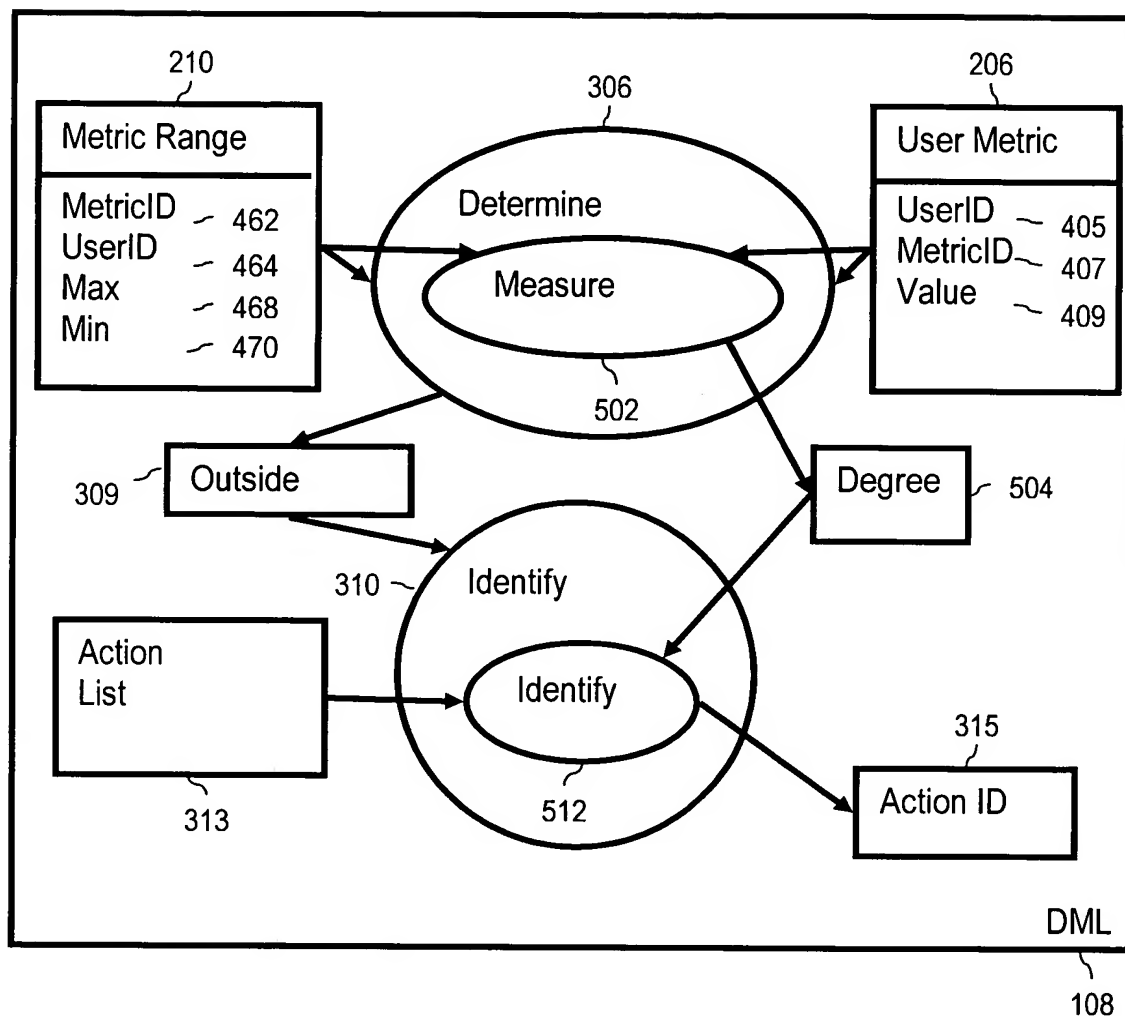 210
306
206
Metric Range
User Metric
MetricID
462
UserID
464
Max
468
Min
470
Determine
Measure
502
UserID
405
MetricID
407
Value
409
309
Outside
Degree
504
310
Identify
Action
List
313
Identify
512
315
Action ID
DML
108